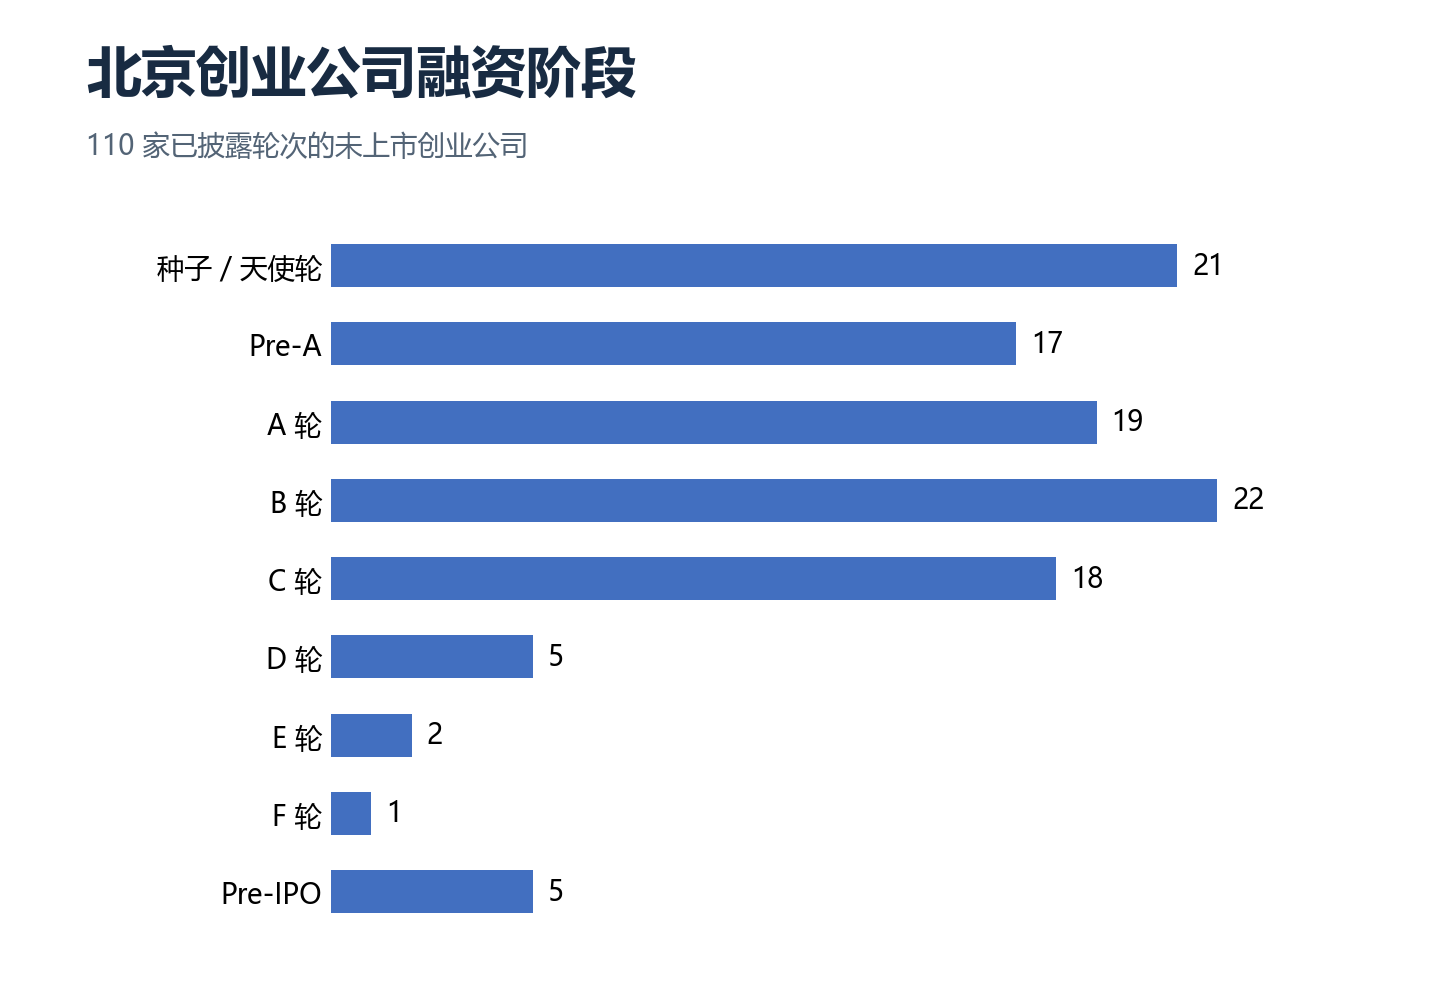 北京创业公司融资阶段
110 家已披露轮次的未上市创业公司
种子 / 天使轮 21
Pre-A 17
A 轮 19
B 轮 22
C 轮 18
D 轮 5
E 轮 2
F 轮 1
Pre-IPO 5